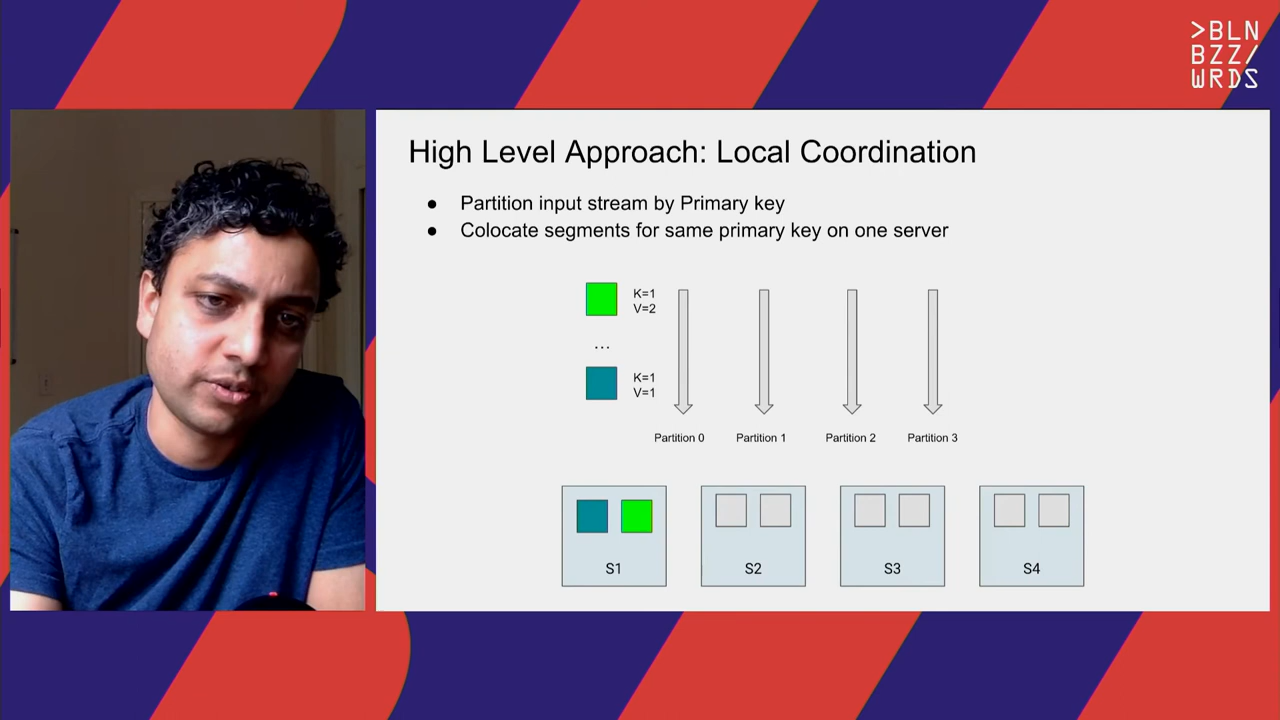 >BLN
BZZ/
WRDS
High Level Approach: Local Coordination
● Partition input stream by Primary key
● Colocate segments for same primary key on one server
K=1
V=2
...
K=1
V=1
Partition 0 Partition 1 Partition 2 Partition 3
S1 S2 S3 S4